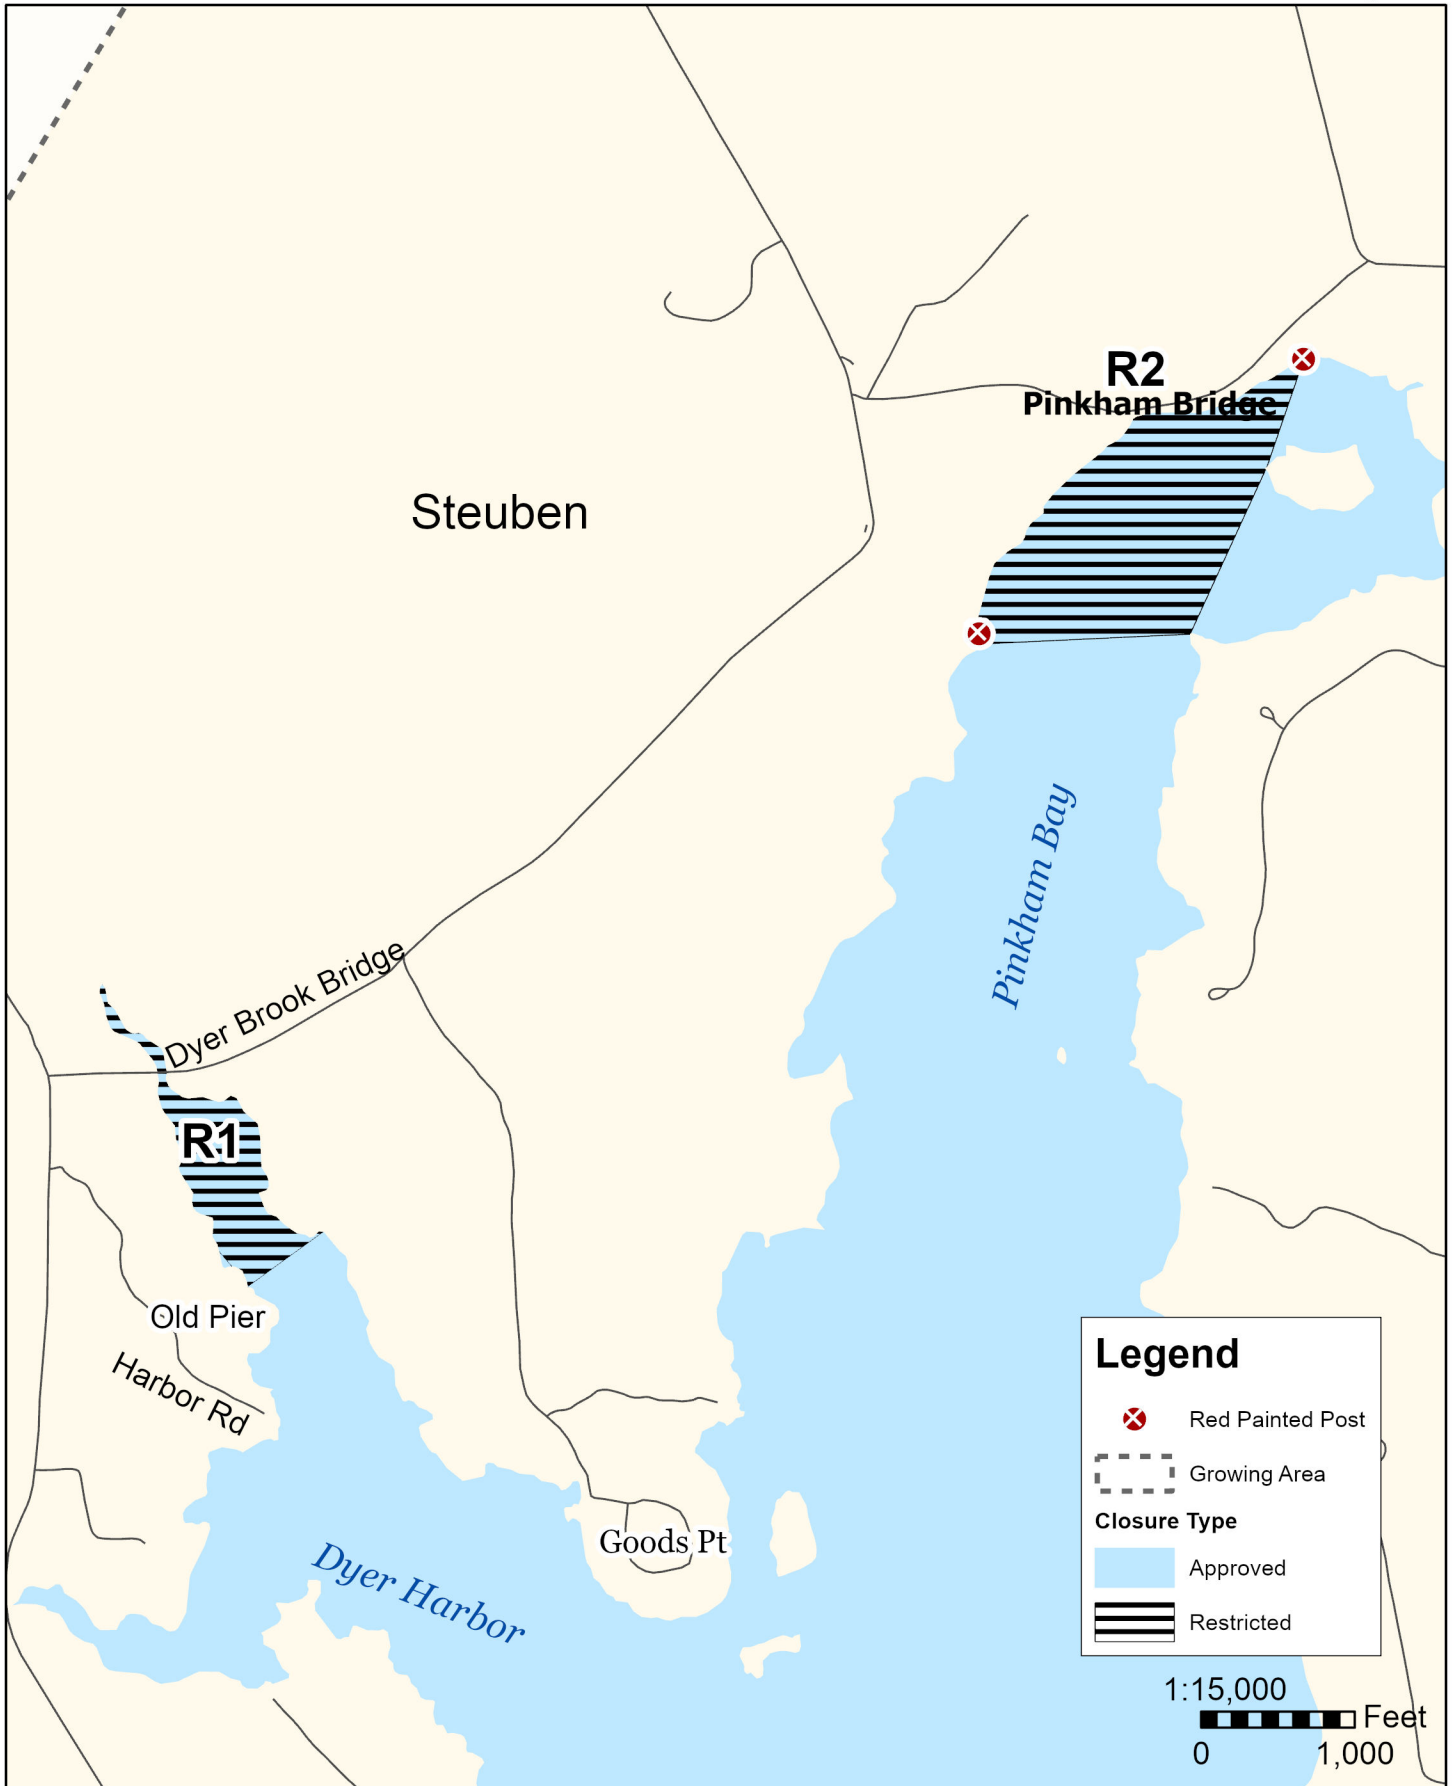 R2
Pinkham Bridge
Steuben
Pinkham Bay
Dyer Brook Bridge
R1
Old Pier
Harbor Rd
Goods Pt
Dyer Harbor
Legend
Red Painted Post
Growing Area
Closure Type
Approved
Restricted
1:15,000
Feet
0 1,000